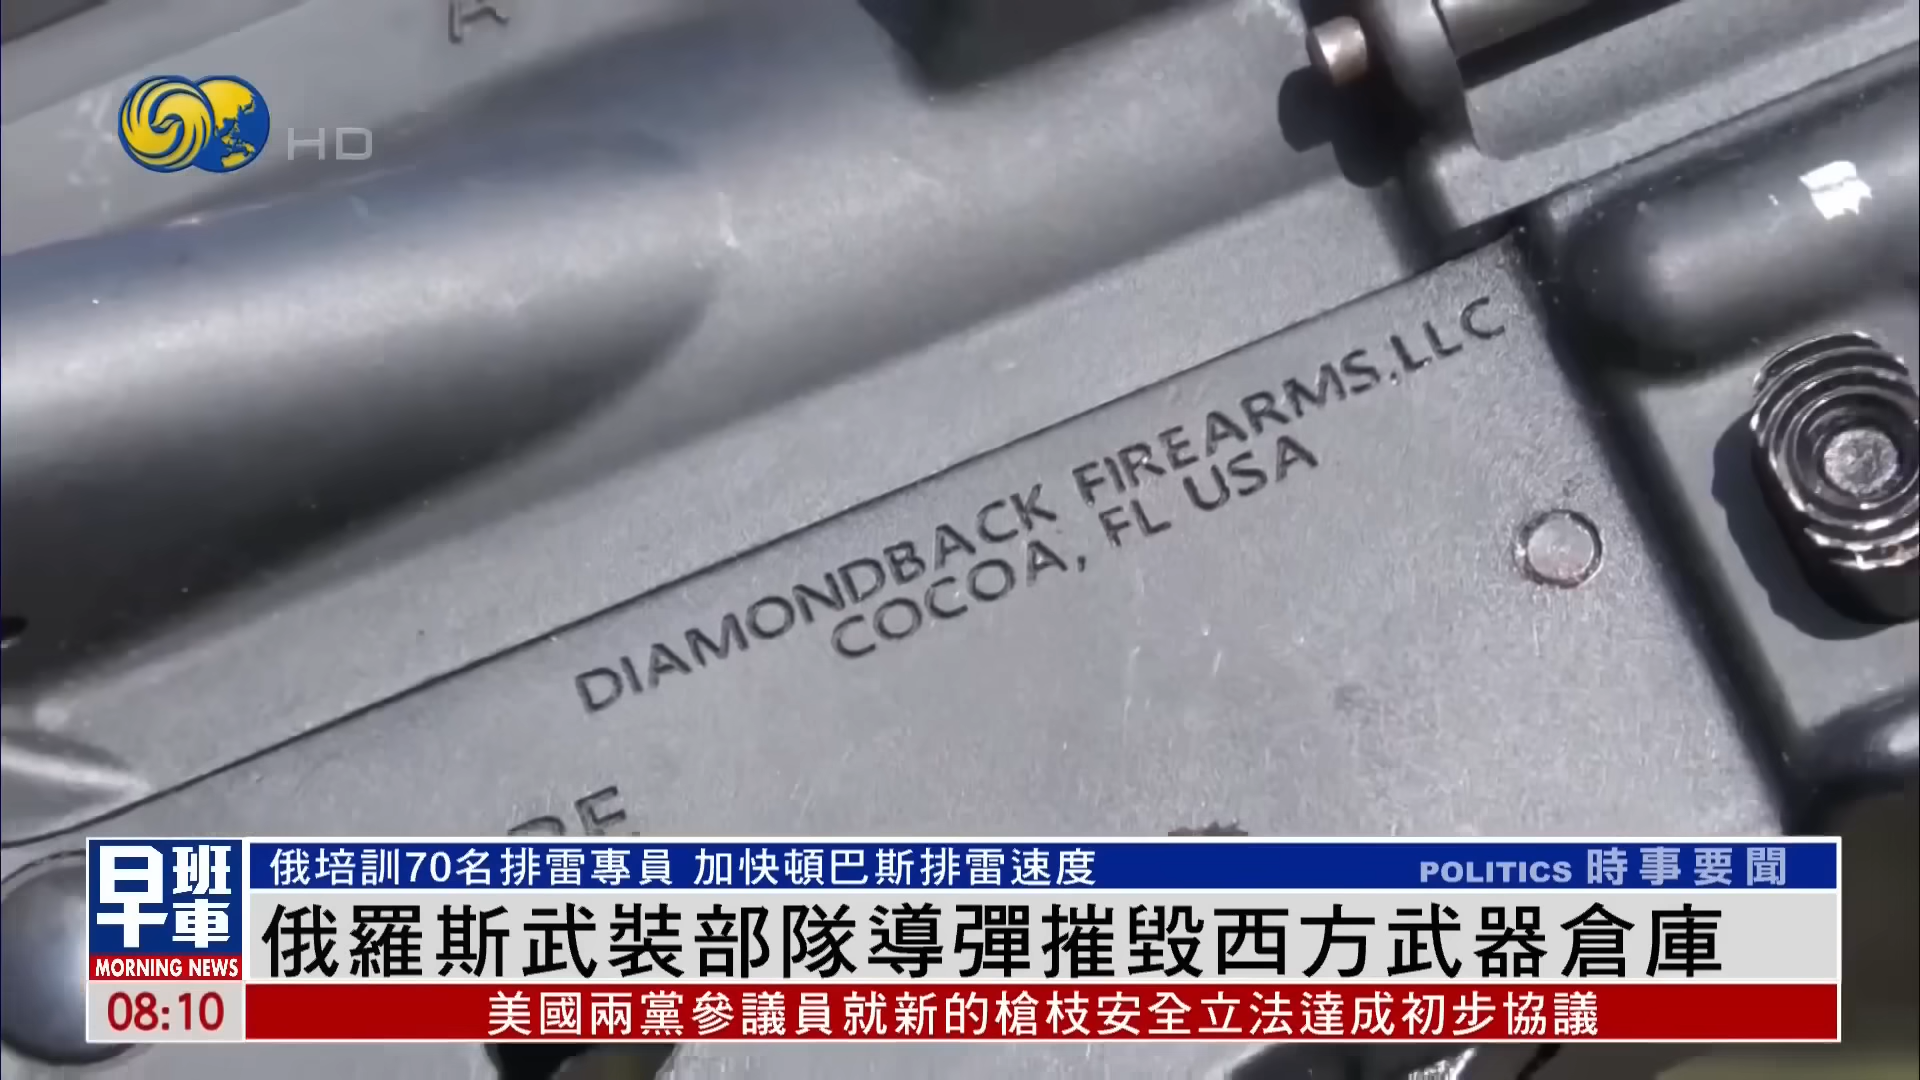 A
HD
DIAMONDBACK FIREARMS,LLC
COCOA, FL USA
早班車
MORNING NEWS
08:10
俄培訓70名排雷專員 加快頓巴斯排雷速度
POLITICS 時事要聞
俄羅斯武裝部隊導彈摧毀西方武器倉庫
美國兩黨參議員就新的槍枝安全立法達成初步協議